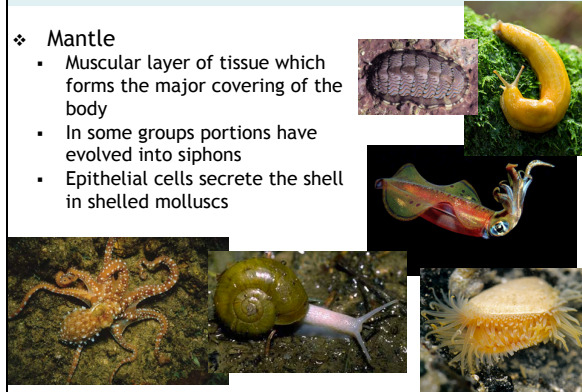 ❖ Mantle
▪ Muscular layer of tissue which
forms the major covering of the
body
▪ In some groups portions have
evolved into siphons
▪ Epithelial cells secrete the shell
in shelled molluscs